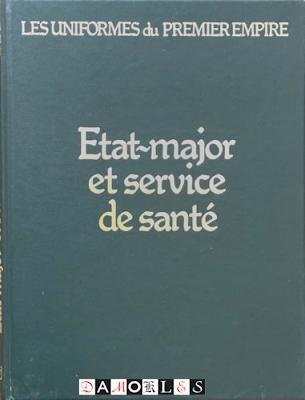 LES UNIFORMES du PREMIER EMPIRE
Etat-major
et service
de santé
DAMOKLES